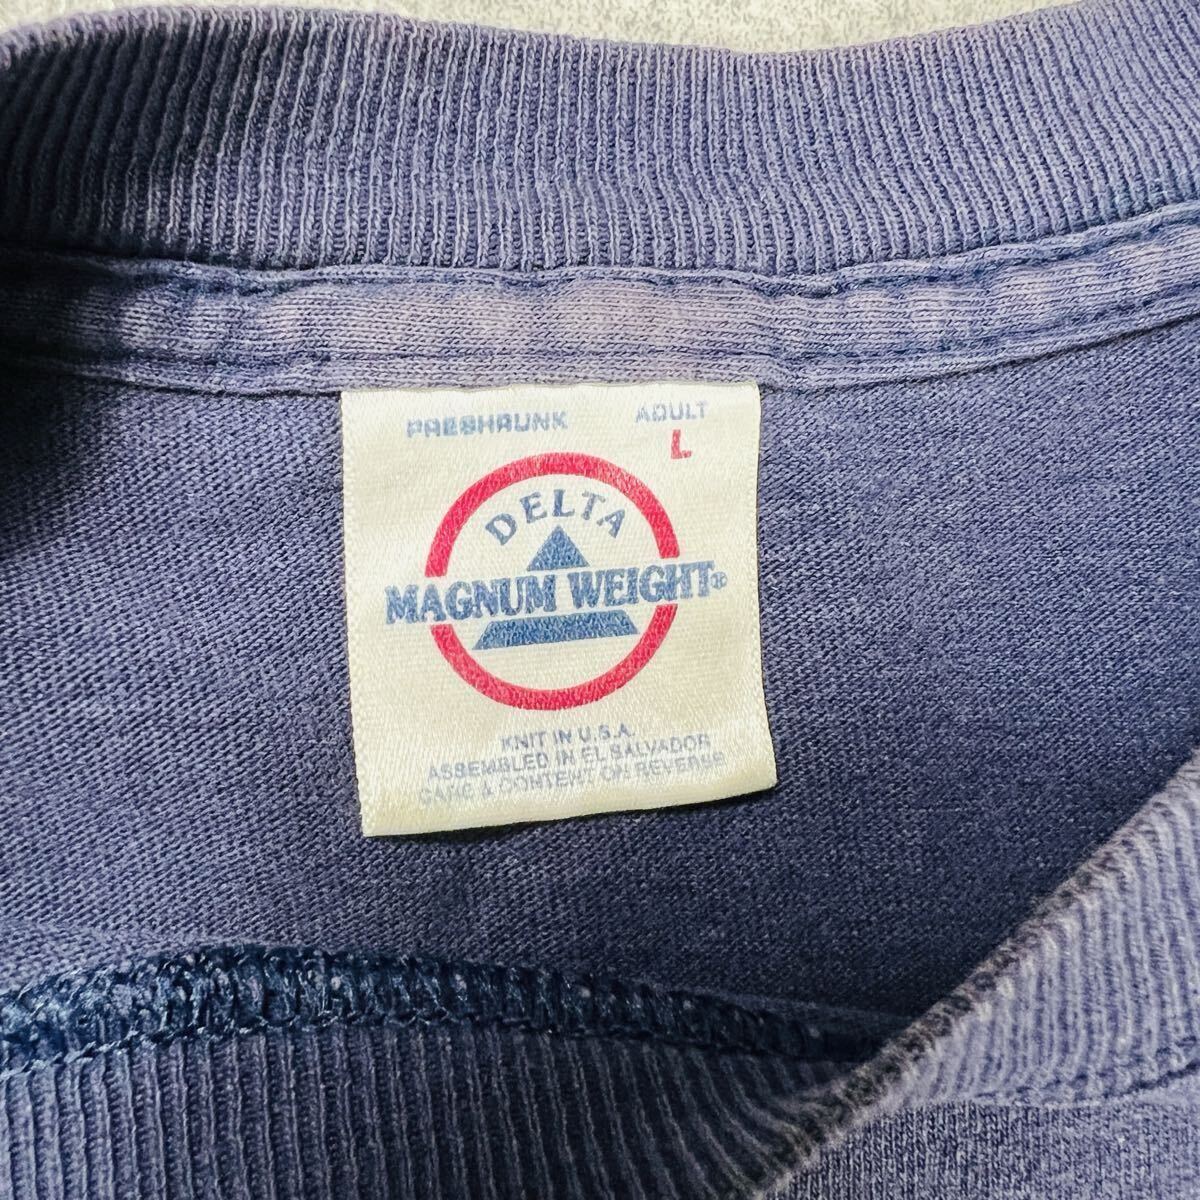 PRESHRUNK ADULT
L
DELTA
MAGNUM WEIGHT®
KNIT IN U.S.A.
ASSEMBLED IN EL SALVADOR
CARE & CONTENT ON REVERSE